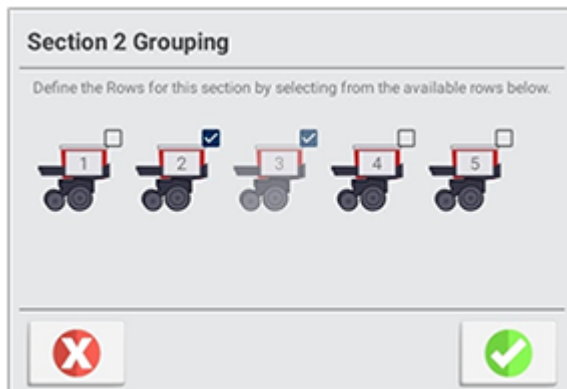 Section 2 Grouping
Define the Rows for this section by selecting from the available rows below.
1 2 3 4 5